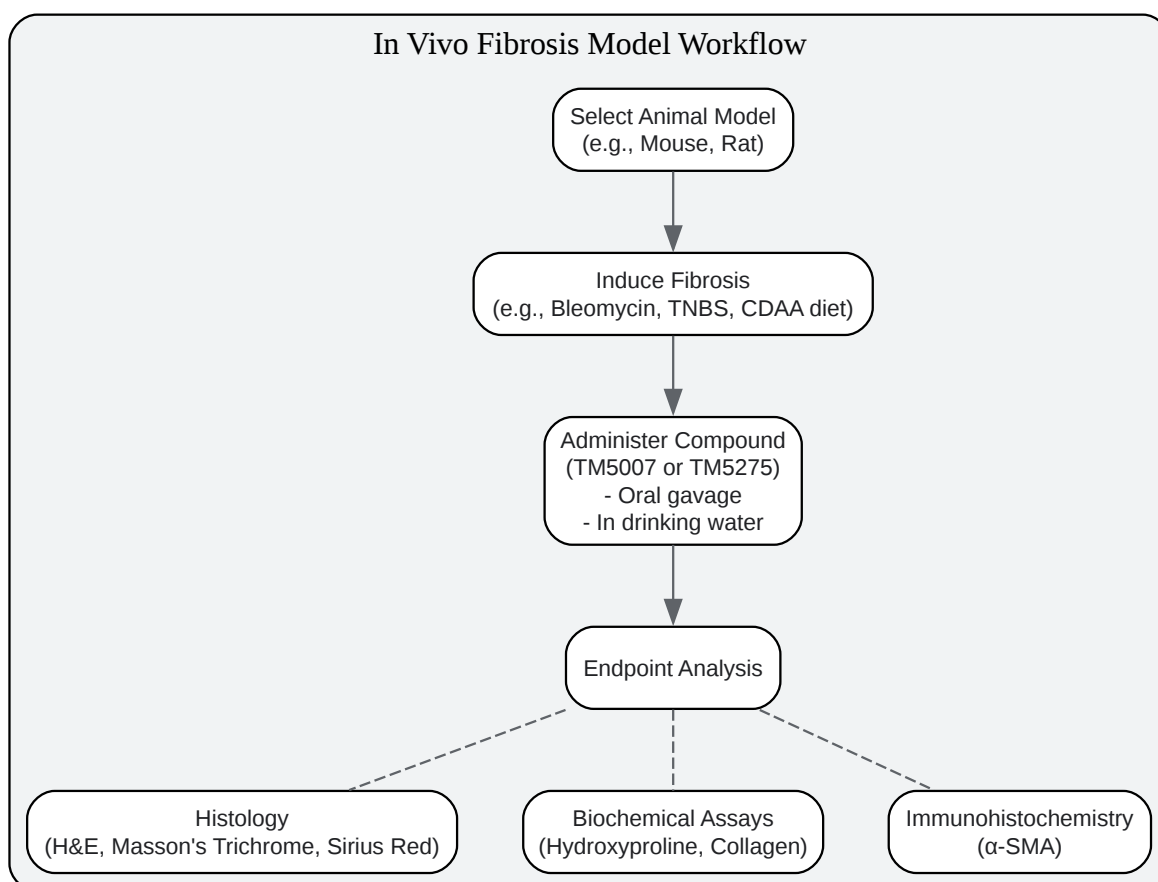 In Vivo Fibrosis Model Workflow
Select Animal Model
(e.g., Mouse, Rat)
Induce Fibrosis
(e.g., Bleomycin, TNBS, CDAA diet)
Administer Compound
(TM5007 or TM5275)
- Oral gavage
- In drinking water
Endpoint Analysis
Histology
(H&E, Masson's Trichrome, Sirius Red)
Biochemical Assays
(Hydroxyproline, Collagen)
Immunohistochemistry
(α-SMA)